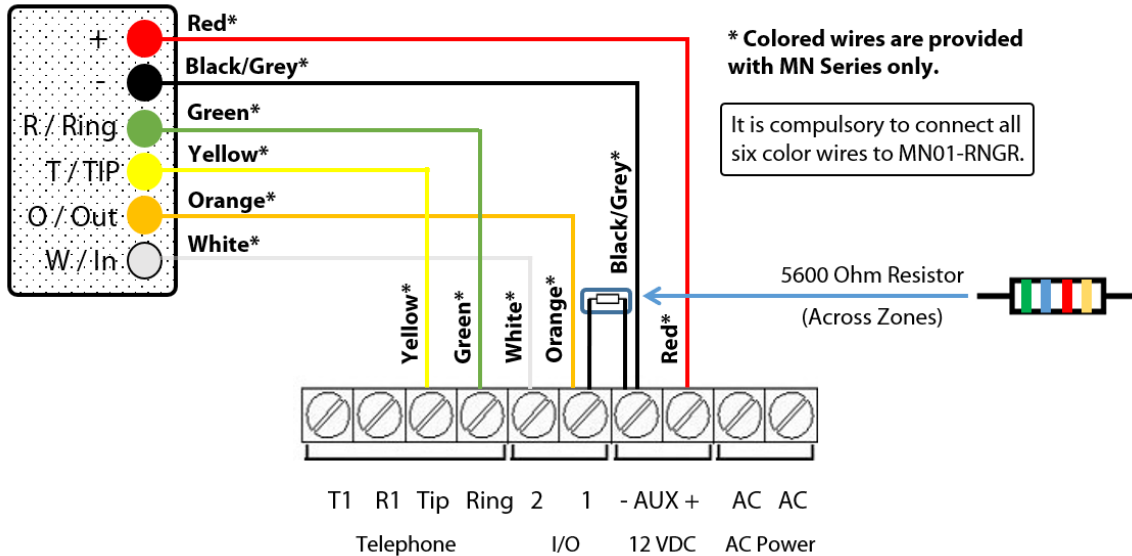 +
Red*
-
Black/Grey*
R / Ring
Green*
T / TIP
Yellow*
O / Out
Orange*
W / In
White*
* Colored wires are provided
with MN Series only.
It is compulsory to connect all
six color wires to MN01-RNGR.
Yellow*
Green*
White*
Orange*
Black/Grey*
Red*
5600 Ohm Resistor
(Across Zones)
T1 R1 Tip Ring 2 1 - AUX + AC AC
Telephone I/O 12 VDC AC Power